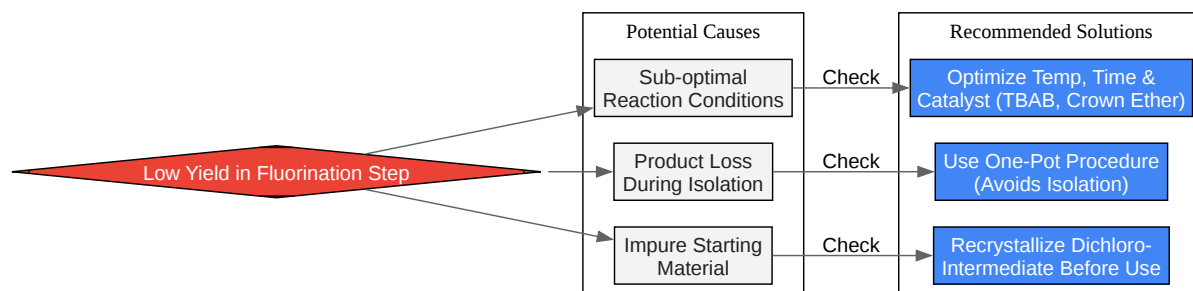 Potential Causes
Recommended Solutions
Low Yield in Fluorination Step
Sub-optimal
Reaction Conditions
Check
Optimize Temp, Time &
Catalyst (TBAB, Crown Ether)
Product Loss
During Isolation
Check
Use One-Pot Procedure
(Avoids Isolation)
Impure Starting
Material
Check
Recrystallize Dichloro-
Intermediate Before Use